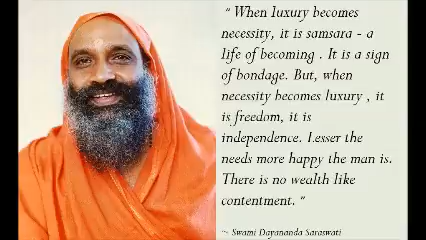 “ When luxury becomes
necessity, it is samsara - a
life of becoming . It is a sign
of bondage. But, when
necessity becomes luxury , it
is freedom, it is
independence. Lesser the
needs more happy the man is.
There is no wealth like
contentment. ”
~ Swami Dayananda Saraswati